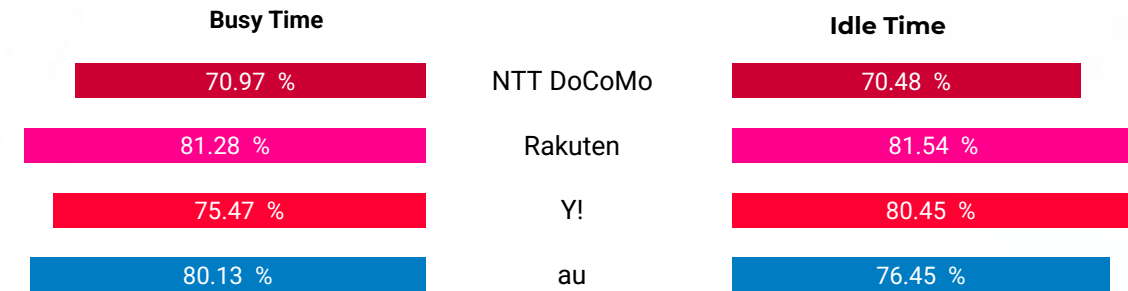 Busy Time
Idle Time
70.97 %
NTT DoCoMo
70.48 %
81.28 %
Rakuten
81.54 %
75.47 %
Y!
80.45 %
80.13 %
au
76.45 %